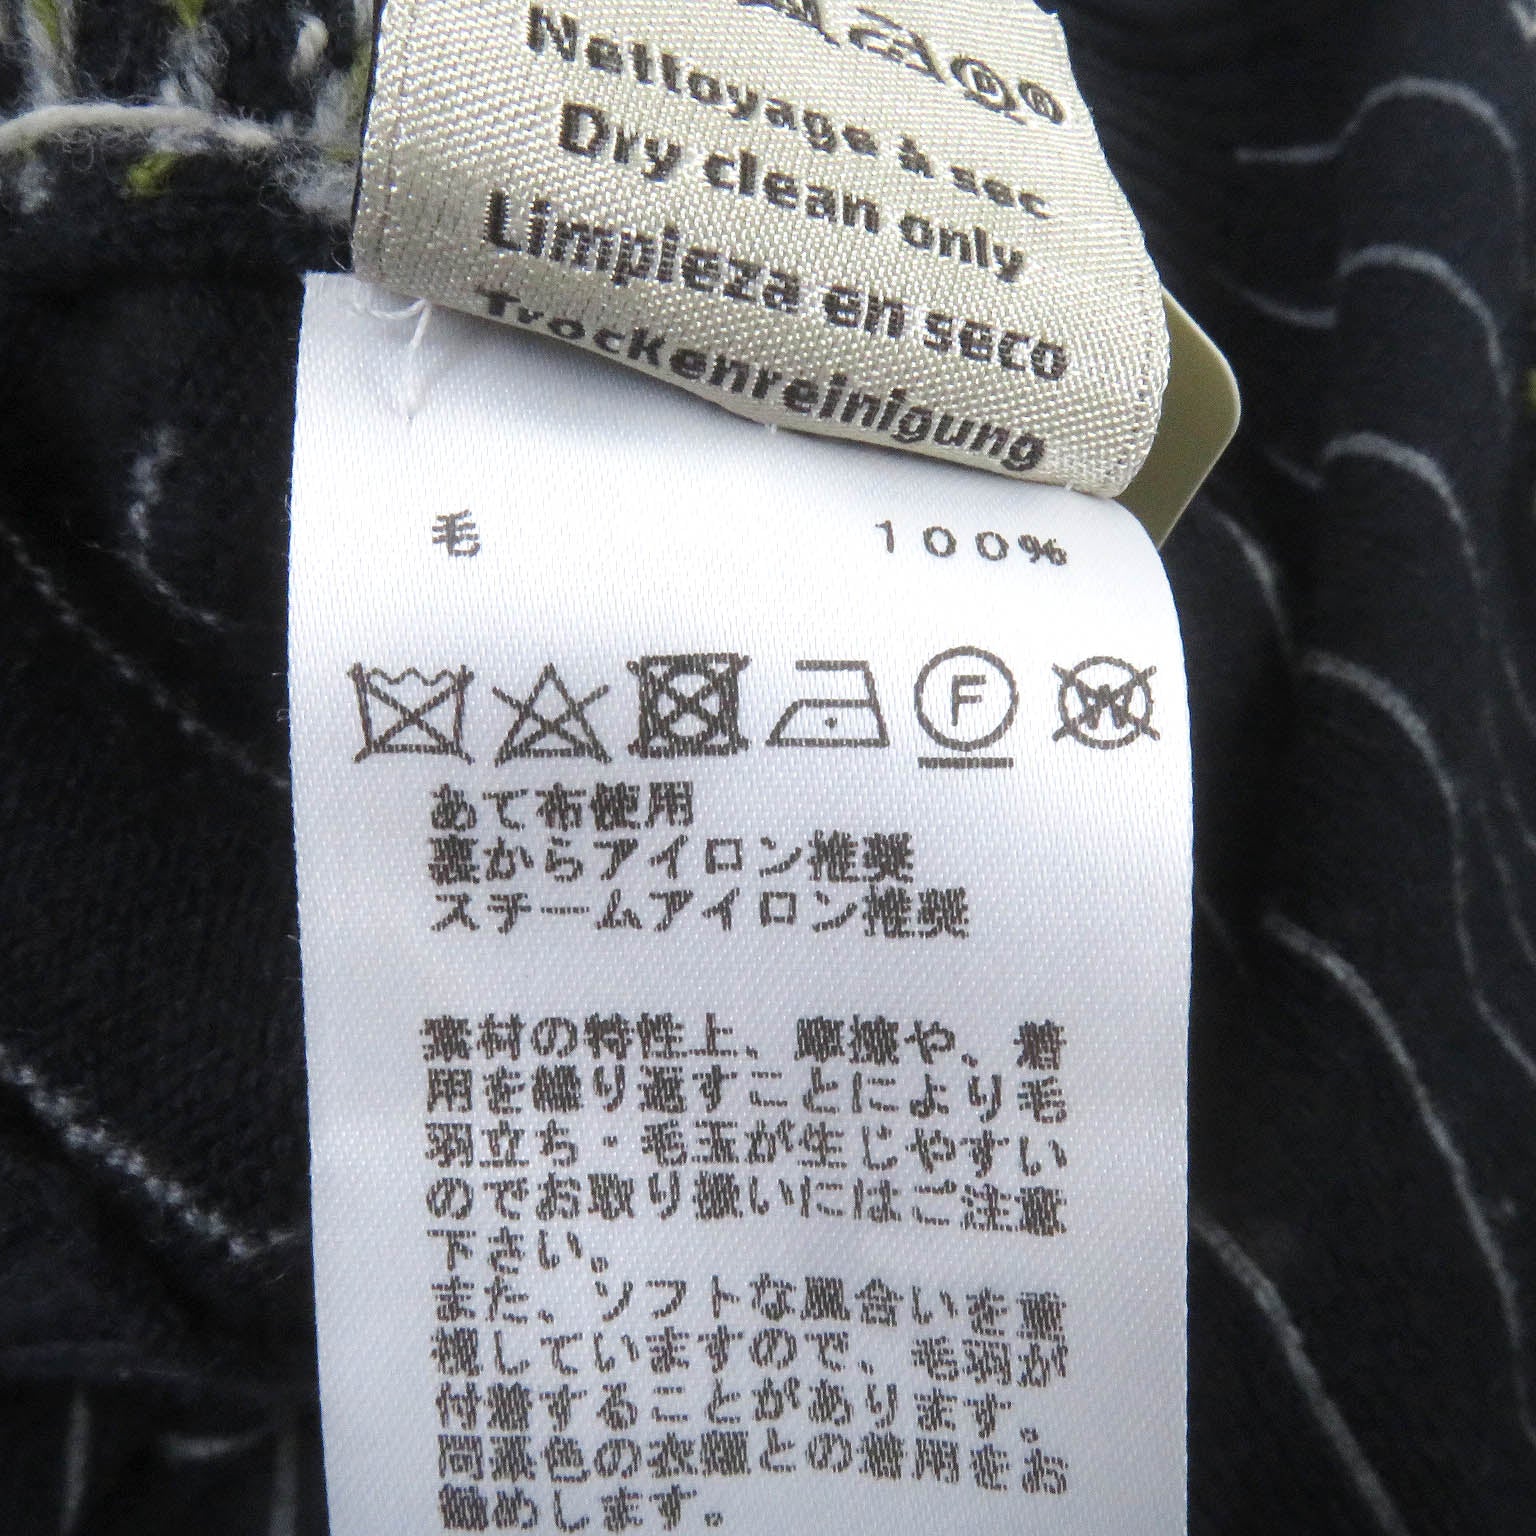 Nettoyage à sec
Dry clean only
Limpieza en seco
Trockenreinigung
毛 100%
F W
あて布使用
裏からアイロン推奨
スチームアイロン推奨
素材の特性上、摩擦や、着
用を繰り返すことにより毛
羽立ち・毛玉が生じやすい
のでお取り扱いにはご注意
下さい。
また、ソフトな風合いを重
視していますので、毛羽が
付着することがあります。
同系色の衣類との着用をお
勧めします。